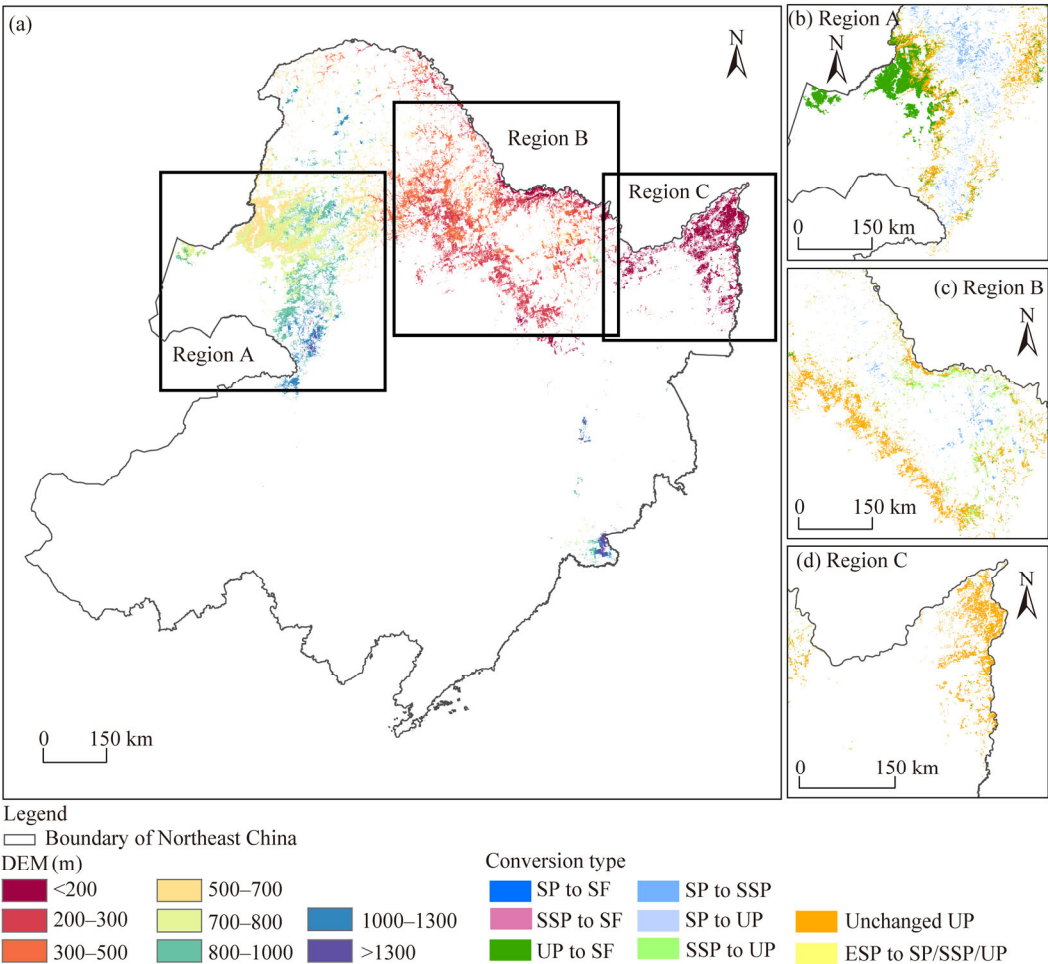 (a)
N
Region B
Region C
Region A
0 150 km
(b) Region A
N
0 150 km
(c) Region B
N
0 150 km
(d) Region C
N
0 150 km
Legend
Boundary of Northeast China
DEM (m)
<200
200–300
300–500
500–700
700–800
800–1000
1000–1300
>1300
Conversion type
SP to SF
SSP to SF
UP to SF
SP to SSP
SP to UP
SSP to UP
Unchanged UP
ESP to SP/SSP/UP